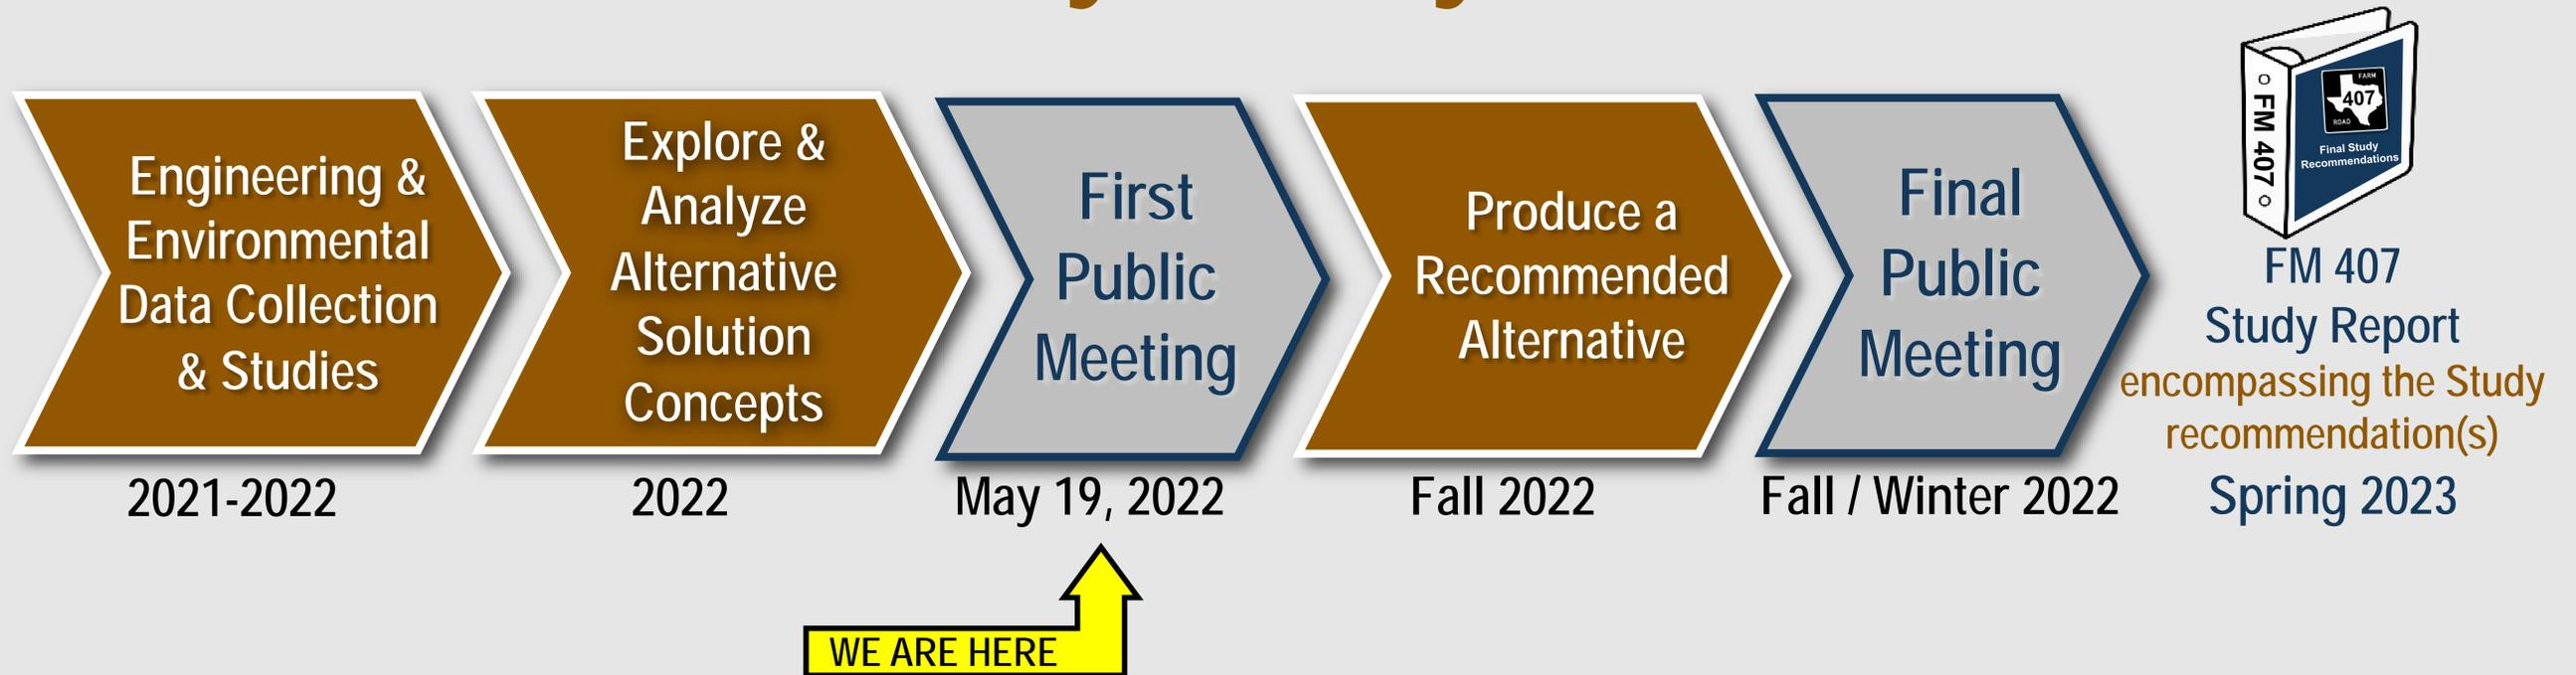 Engineering &
Environmental
Data Collection
& Studies
2021-2022
Explore &
Analyze
Alternative
Solution
Concepts
2022
First
Public
Meeting
May 19, 2022
WE ARE HERE
Produce a
Recommended
Alternative
Fall 2022
Final
Public
Meeting
Fall / Winter 2022
FM 407
FARM
407
ROAD
Final Study
Recommendations
FM 407
Study Report
encompassing the Study
recommendation(s)
Spring 2023